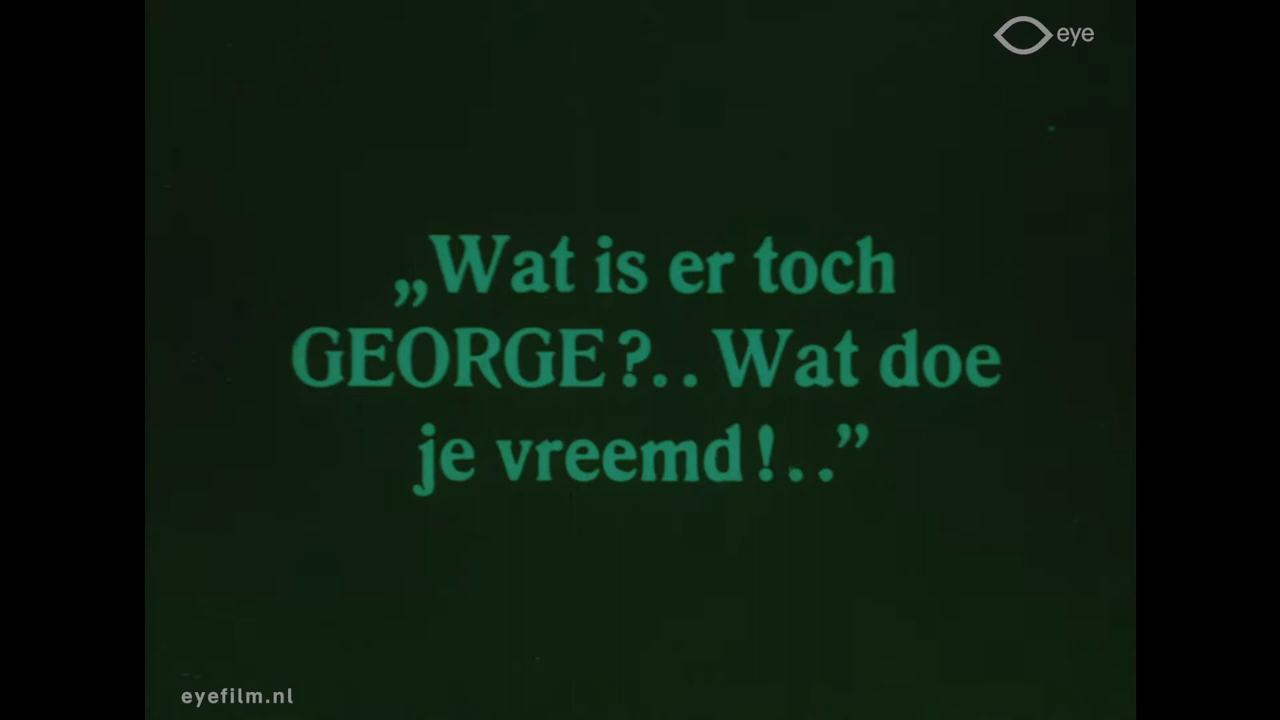 eye
„Wat is er toch
GEORGE?.. Wat doe
je vreemd!..”
eyefilm.nl